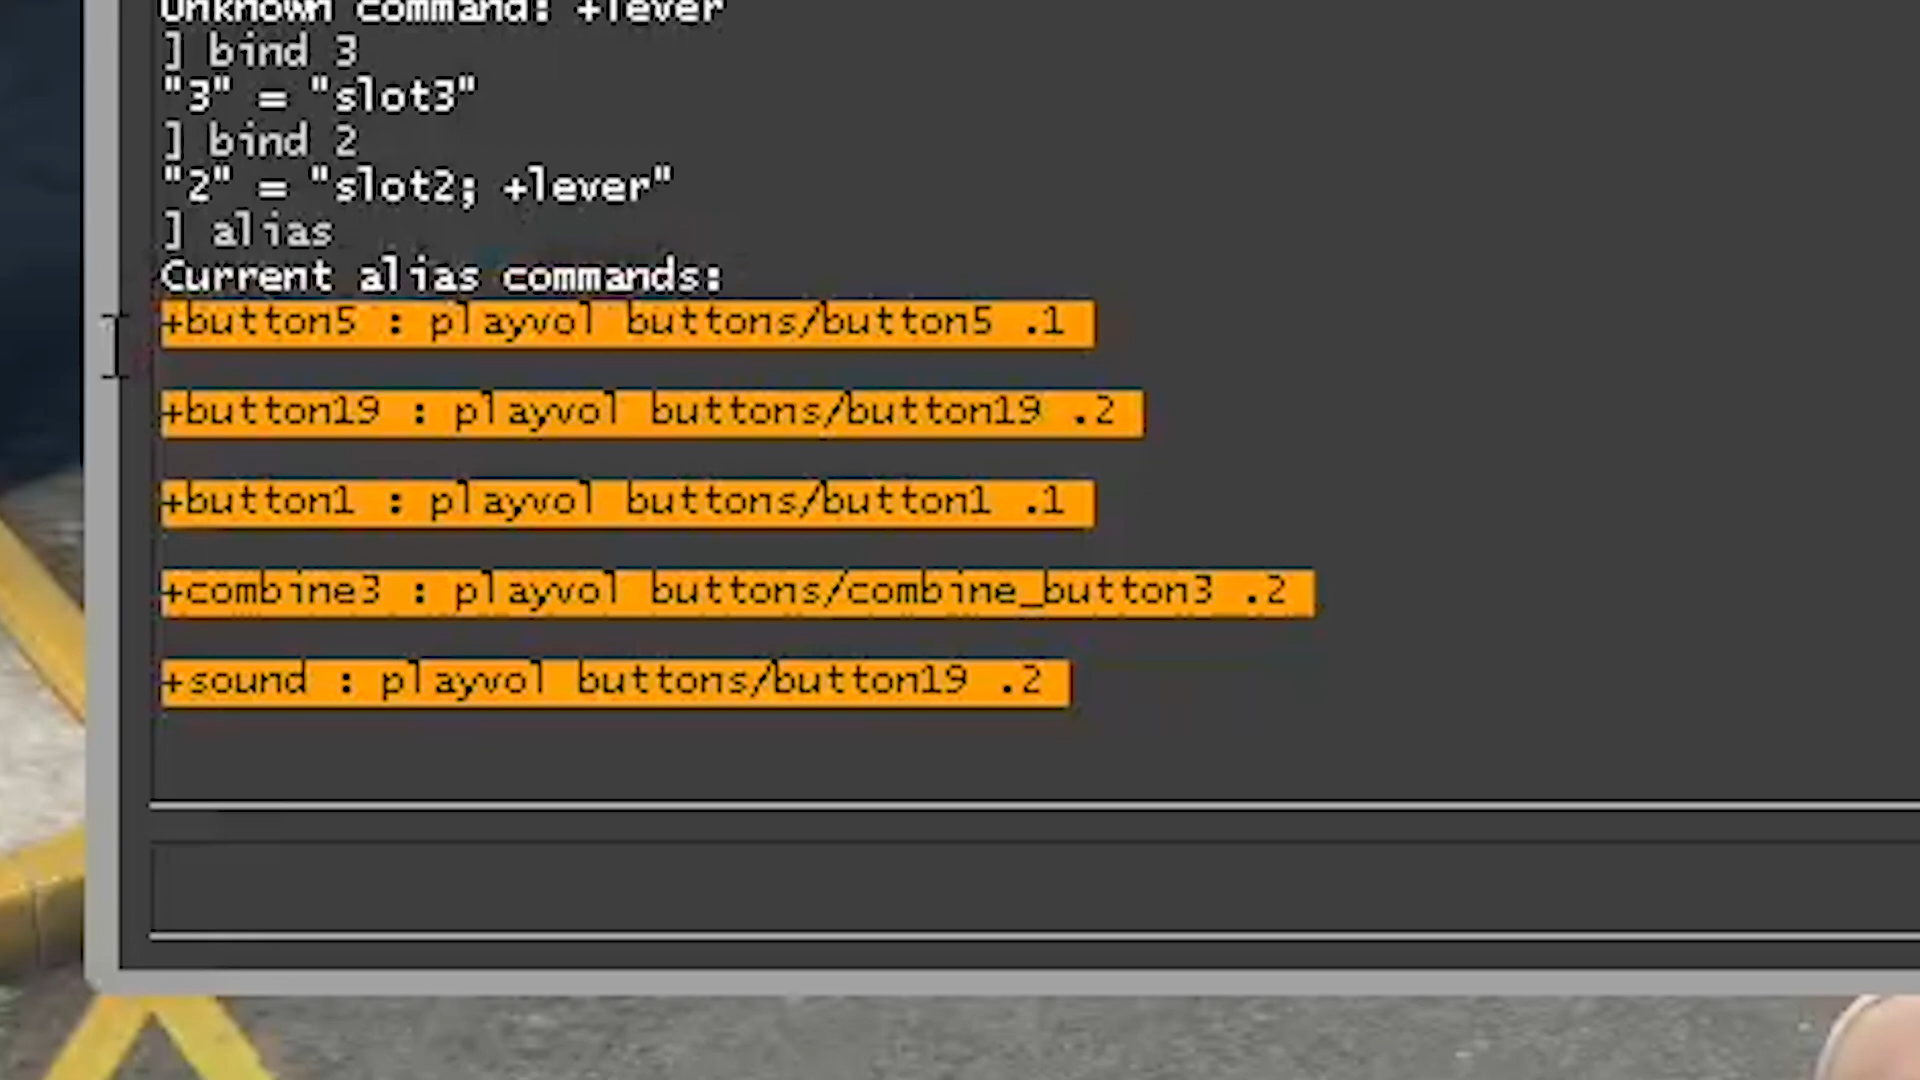 Unknown command: +lever
] bind 3
"3" = "slot3"
] bind 2
"2" = "slot2; +lever"
] alias
Current alias commands:
+button5 : playvol buttons/button5 .1
+button19 : playvol buttons/button19 .2
+button1 : playvol buttons/button1 .1
+combine3 : playvol buttons/combine_button3 .2
+sound : playvol buttons/button19 .2